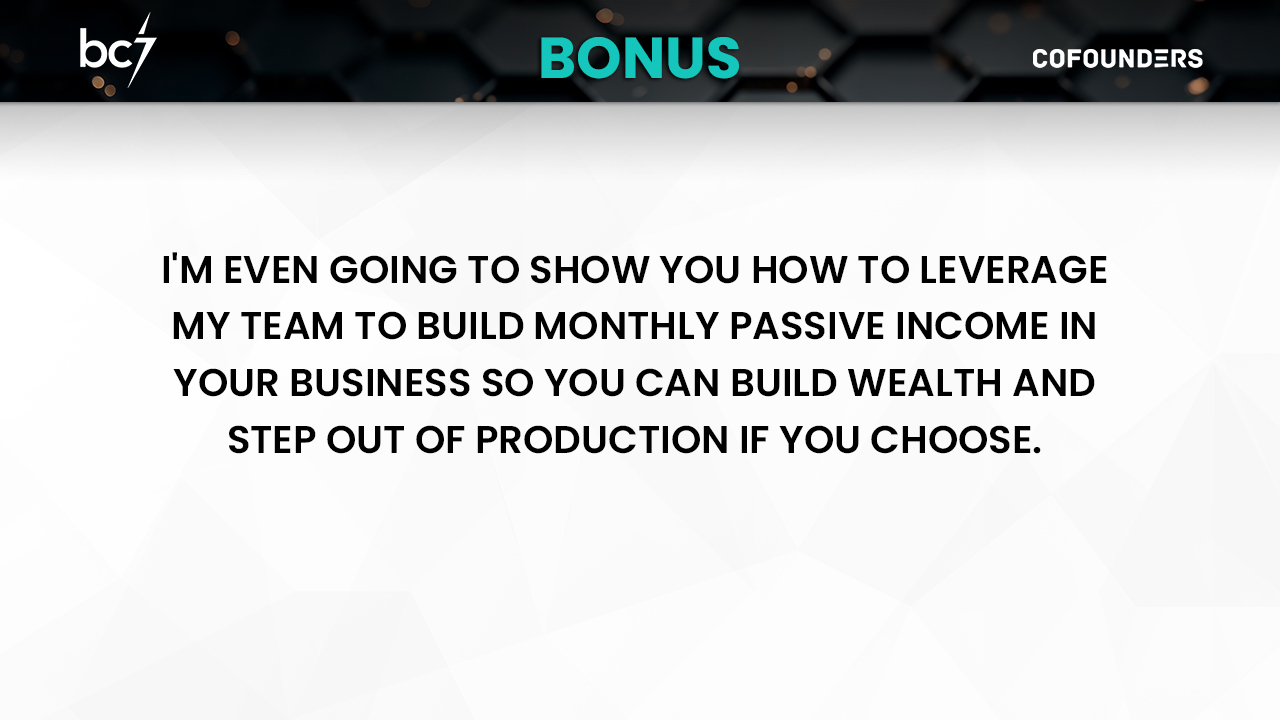 bc7
BONUS
COFOUNDERS
I'M EVEN GOING TO SHOW YOU HOW TO LEVERAGE
MY TEAM TO BUILD MONTHLY PASSIVE INCOME IN
YOUR BUSINESS SO YOU CAN BUILD WEALTH AND
STEP OUT OF PRODUCTION IF YOU CHOOSE.